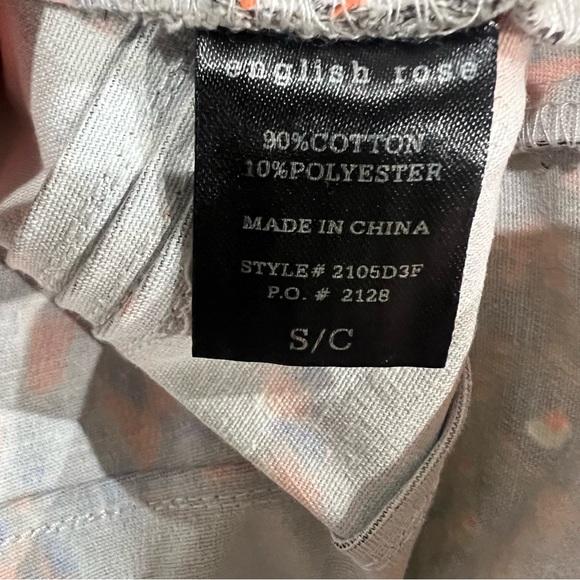 english rose
90%COTTON
10%POLYESTER
MADE IN CHINA
STYLE# 2105D3F
P.O. # 2128
S/C